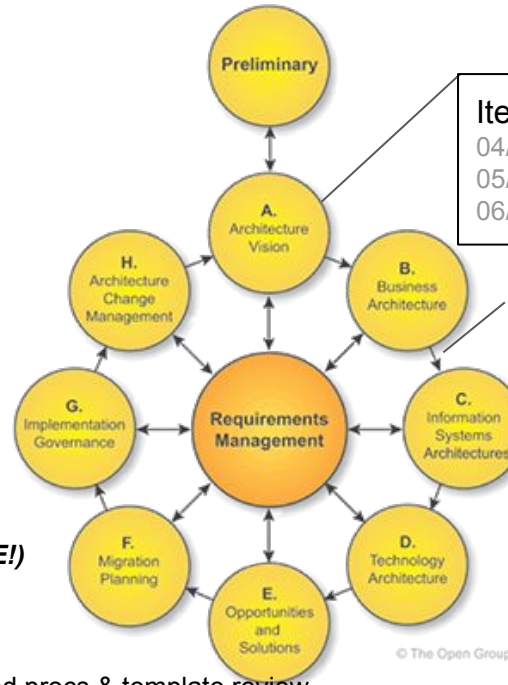 Preliminary
Ite
04/
05/
06/
A.
Architecture
Vision
H.
Architecture
Change
Management
B.
Business
Architecture
G.
Implementation
Governance
Requirements
Management
C.
Information
Systems
Architectures
E!)
F.
Migration
Planning
D.
Technology
Architecture
E.
Opportunities
and
Solutions
© The Open Group
d procs & template review